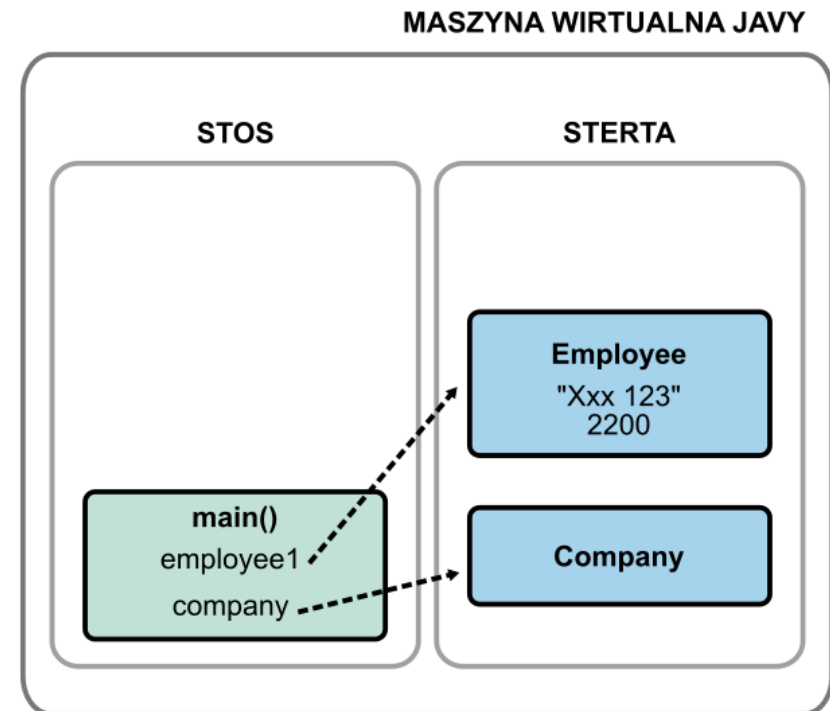 MASZYNA WIRTUALNA JAVY
STOS
STERTA
Employee
"Xxx 123"
2200
main()
employee1
company
Company